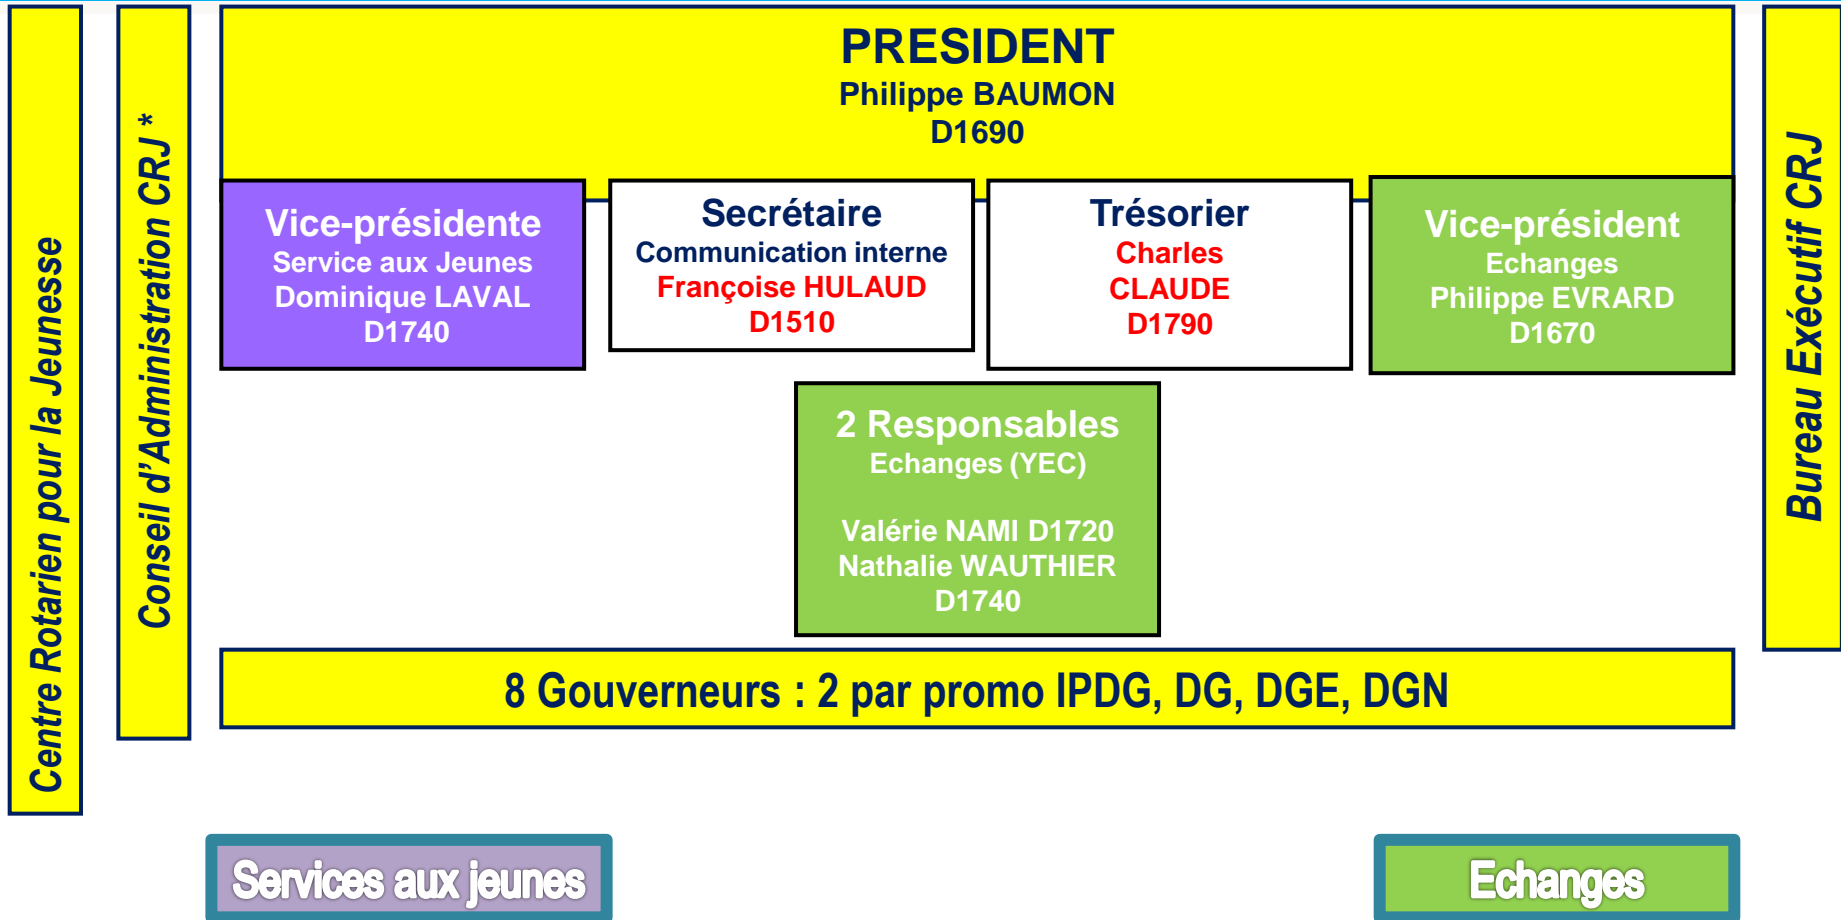 Centre Rotarien pour la Jeunesse
Conseil d'Administration CRJ *
PRESIDENT
Philippe BAUMON
D1690
Vice-présidente
Service aux Jeunes
Dominique LAVAL
D1740
Secrétaire
Communication interne
Françoise HULAUD
D1510
Trésorier
Charles
CLAUDE
D1790
Vice-président
Echanges
Philippe EVRARD
D1670
2 Responsables
Echanges (YEC)
Valérie NAMI D1720
Nathalie WAUTHIER
D1740
8 Gouverneurs : 2 par promo IPDG, DG, DGE, DGN
Bureau Exécutif CRJ
Services aux jeunes
Echanges